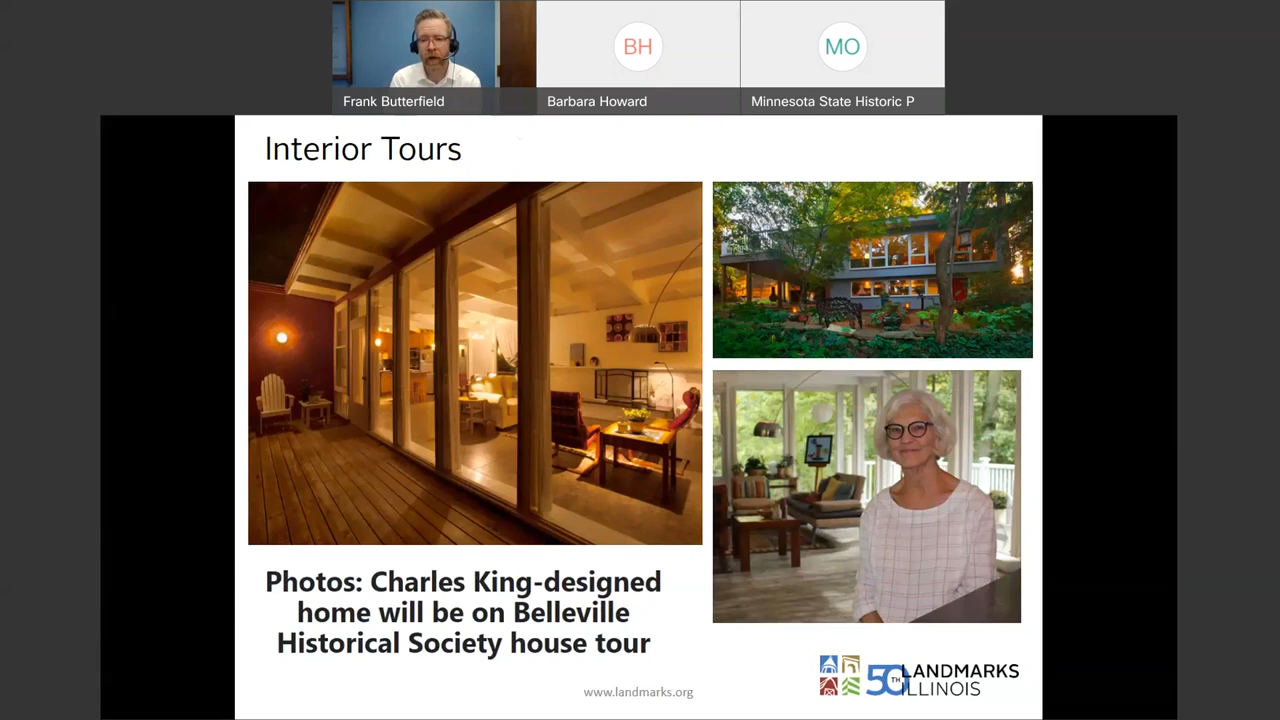 BH
MO
Frank Butterfield
Barbara Howard
Minnesota State Historic P
Interior Tours
Photos: Charles King-designed
home will be on Belleville
Historical Society house tour
www.landmarks.org
50TH LANDMARKS
ILLINOIS